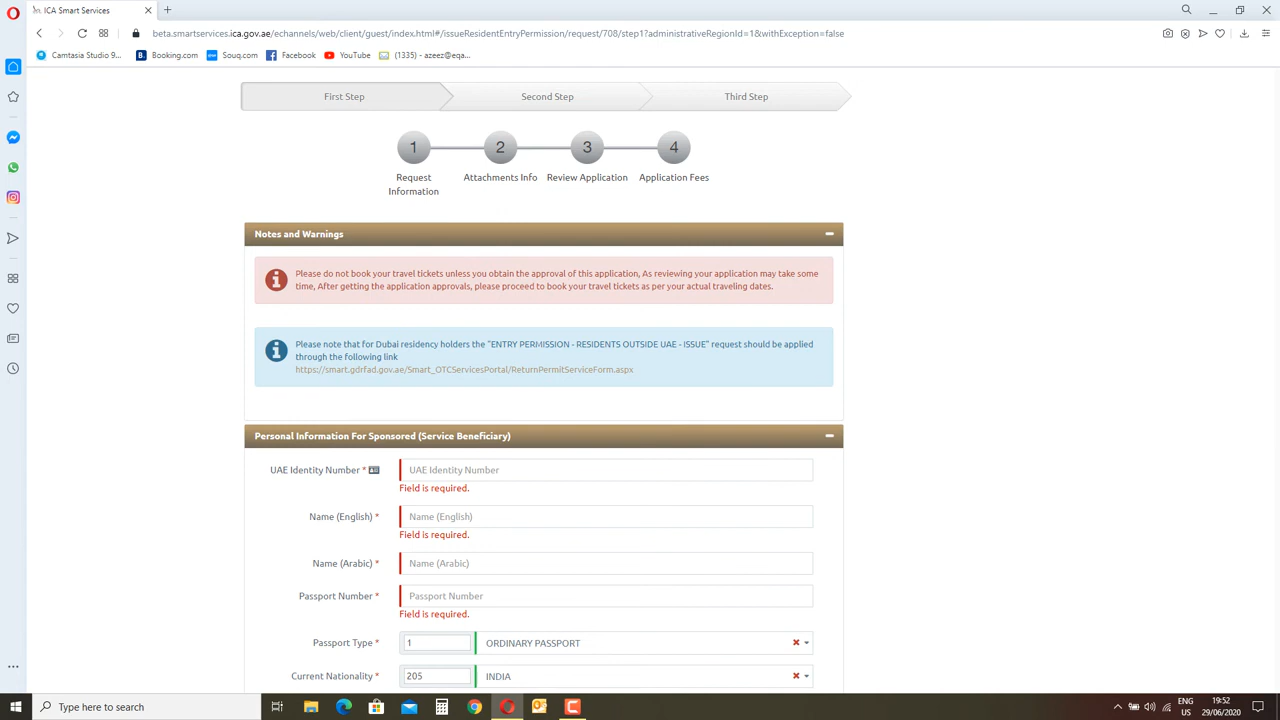 ICA Smart Services
beta.smartservices.ica.gov.ae/echannels/web/client/guest/index.html#/issueResidentEntryPermission/request/708/step1?administrativeRegionId=1&withException=false
Camtasia Studio 9... Booking.com Souq.com Facebook YouTube (1335) - azeez@eqa...
First Step Second Step Third Step
1 2 3 4
Request Information
Attachments Info
Review Application
Application Fees
Notes and Warnings
Please do not book your travel tickets unless you obtain the approval of this application, As reviewing your application may take some
time, After getting the application approvals, please proceed to book your travel tickets as per your actual traveling dates.
Please note that for Dubai residency holders the "ENTRY PERMISSION - RESIDENTS OUTSIDE UAE - ISSUE" request should be applied
through the following link
https://smart.gdrfad.gov.ae/Smart_OTCServicesPortal/ReturnPermitServiceForm.aspx
Personal Information For Sponsored (Service Beneficiary)
UAE Identity Number * UAE Identity Number
Field is required.
Name (English) * Name (English)
Field is required.
Name (Arabic) * Name (Arabic)
Passport Number * Passport Number
Field is required.
Passport Type * 1 ORDINARY PASSPORT
Current Nationality * 205 INDIA
Type here to search
ENG
US
19:52
29/06/2020